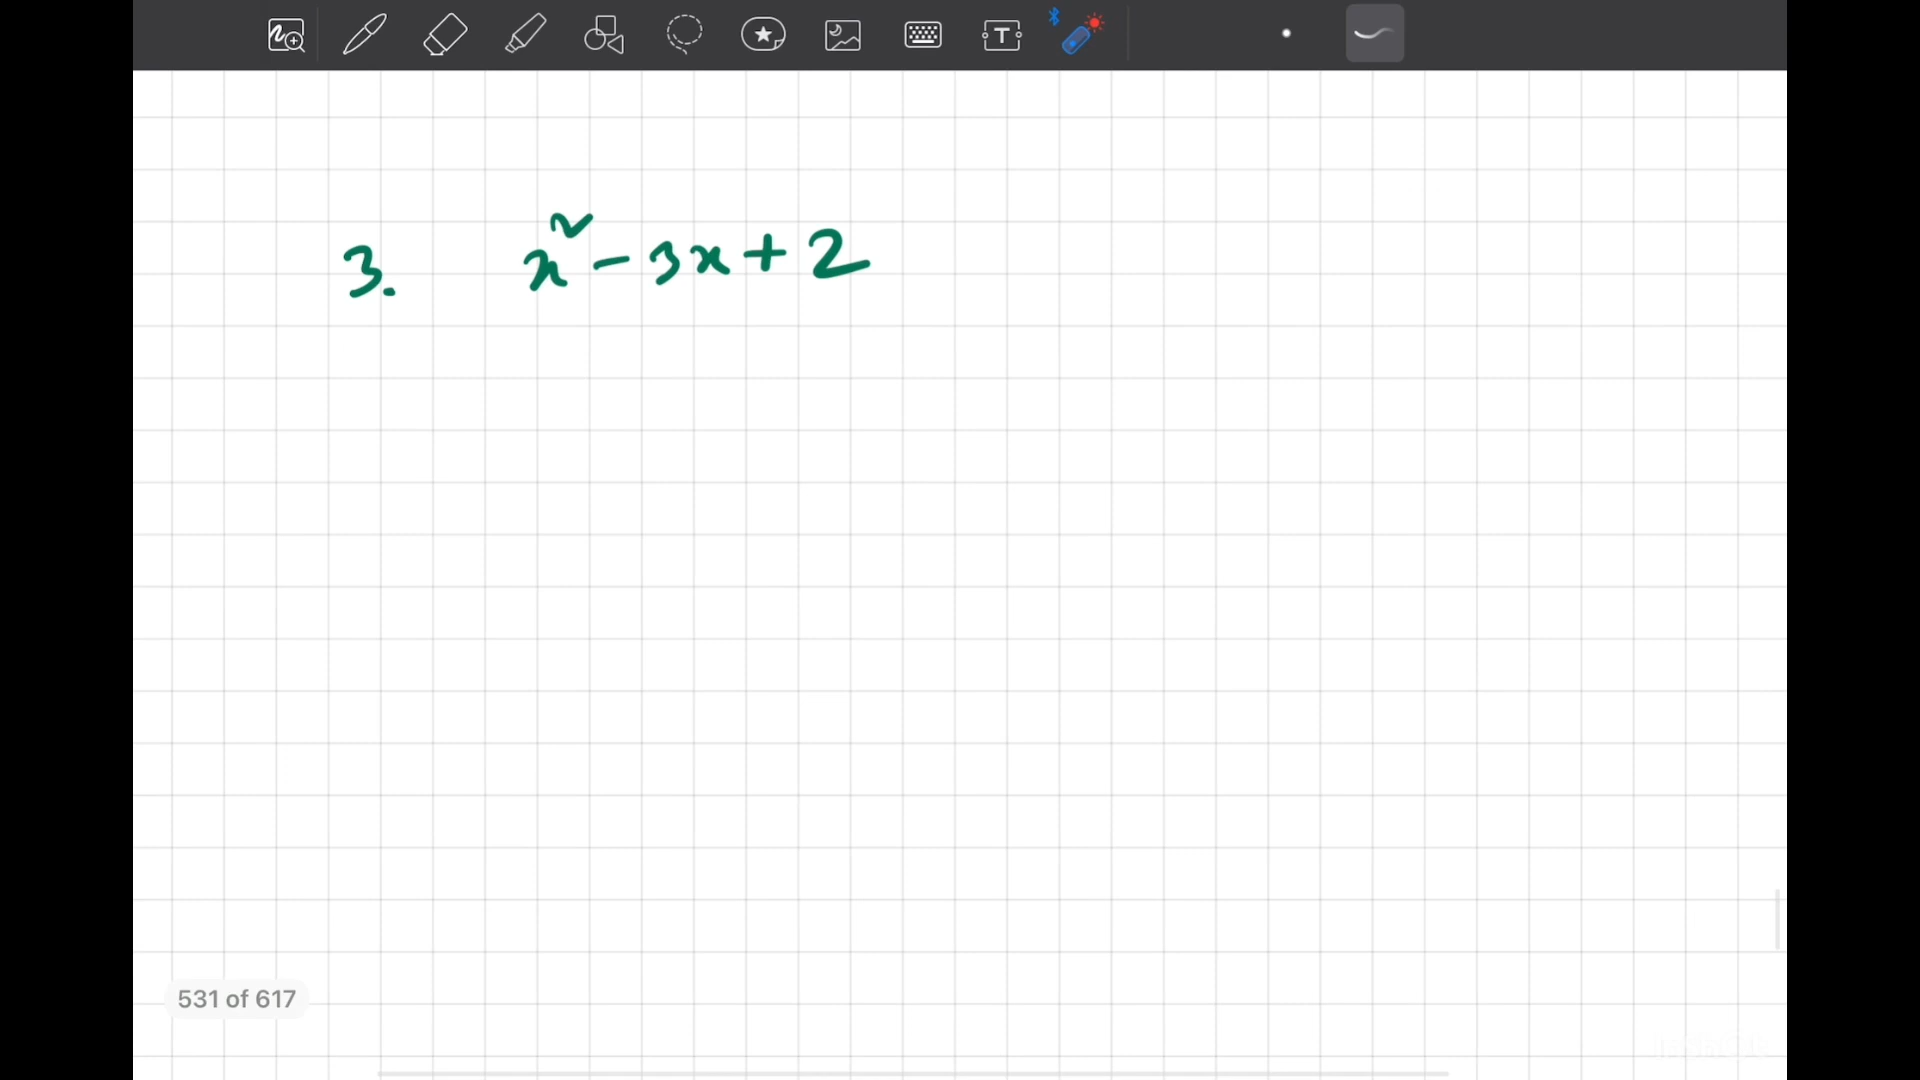 3. x² - 3x + 2
531 of 617